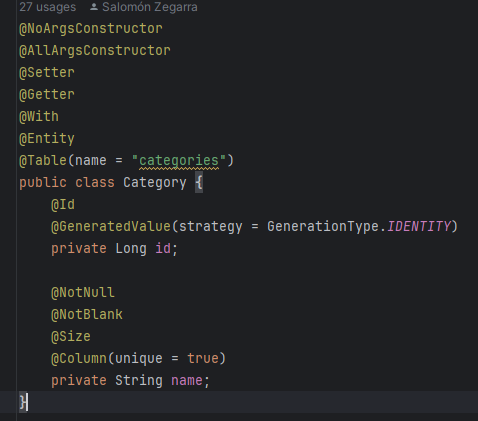 27 usages Salomón Zegarra
@NoArgsConstructor
@AllArgsConstructor
@Setter
@Getter
@With
@Entity
@Table(name = "categories")
public class Category {
@Id
@GeneratedValue(strategy = GenerationType.IDENTITY)
private Long id;
@NotNull
@NotBlank
@Size
@Column(unique = true)
private String name;
}